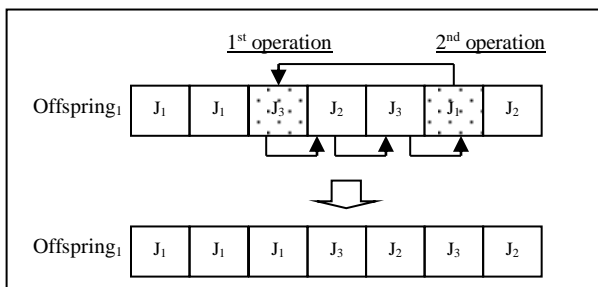 1st operation 2nd operation
Offspring1 J1 J1 J3 J2 J3 J1 J2
Offspring1 J1 J1 J1 J3 J2 J3 J2